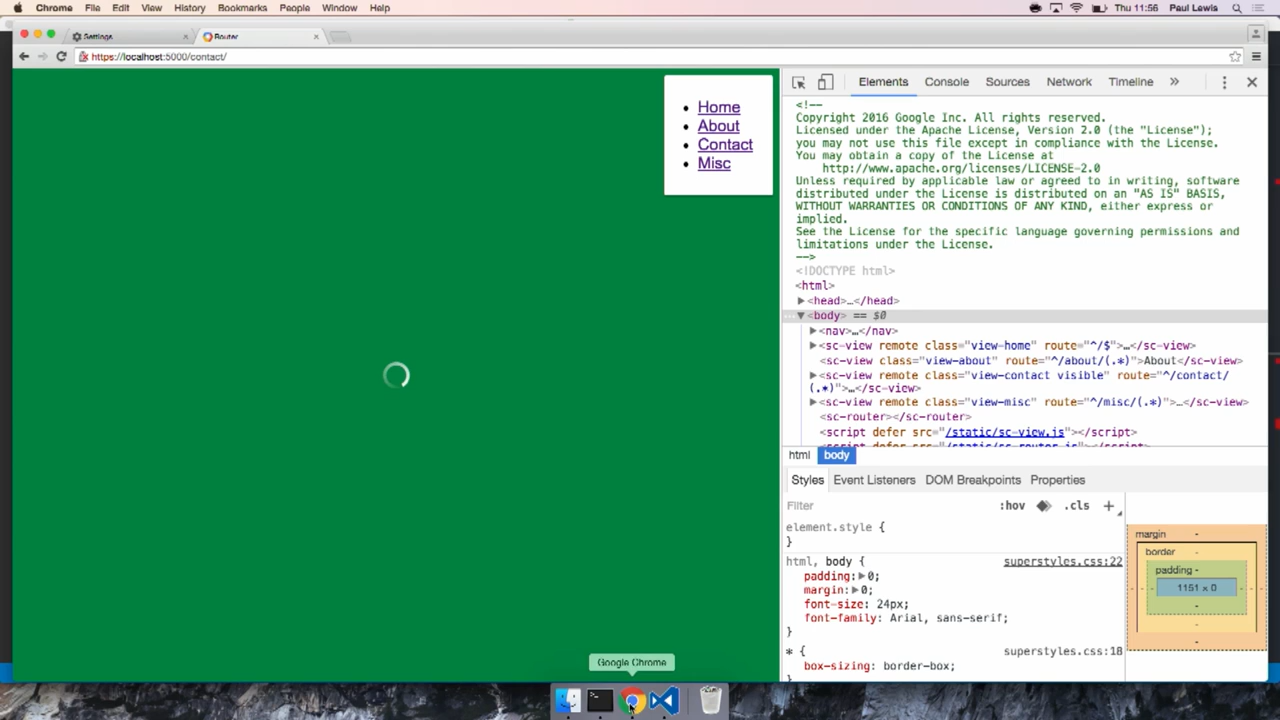 Chrome File Edit View History Bookmarks People Window Help Thu 11:56 Paul Lewis
Settings × Router ×
https://localhost:5000/contact/
Home
About
Contact
Misc
Elements Console Sources Network Timeline »
<!--
Copyright 2016 Google Inc. All rights reserved.
Licensed under the Apache License, Version 2.0 (the "License");
you may not use this file except in compliance with the License.
You may obtain a copy of the License at
http://www.apache.org/licenses/LICENSE-2.0
Unless required by applicable law or agreed to in writing, software
distributed under the License is distributed on an "AS IS" BASIS,
WITHOUT WARRANTIES OR CONDITIONS OF ANY KIND, either express or
implied.
See the License for the specific language governing permissions and
limitations under the License.
-->
<!DOCTYPE html>
<html>
▶<head>…</head>
…▼<body> == $0
▶<nav>…</nav>
▶<sc-view remote class="view-home" route="^/$">…</sc-view>
<sc-view class="view-about" route="^/about/(.*)">About</sc-view>
▶<sc-view remote class="view-contact visible" route="^/contact/
(.*)">…</sc-view>
▶<sc-view remote class="view-misc" route="^/misc/(.*)">…</sc-view>
<sc-router></sc-router>
<script defer src="/static/sc-view.js"></script>
<script defer src="/static/sc-router.js"></script>
html body
Styles Event Listeners DOM Breakpoints Properties
Filter :hov .cls +
element.style {
}
html, body { superstyles.css:22
padding:▶0;
margin:▶0;
font-size: 24px;
font-family: Arial, sans-serif;
}
* { superstyles.css:18
box-sizing: border-box;
}
margin -
border -
padding -
1151 x 0
-
-
-
Google Chrome